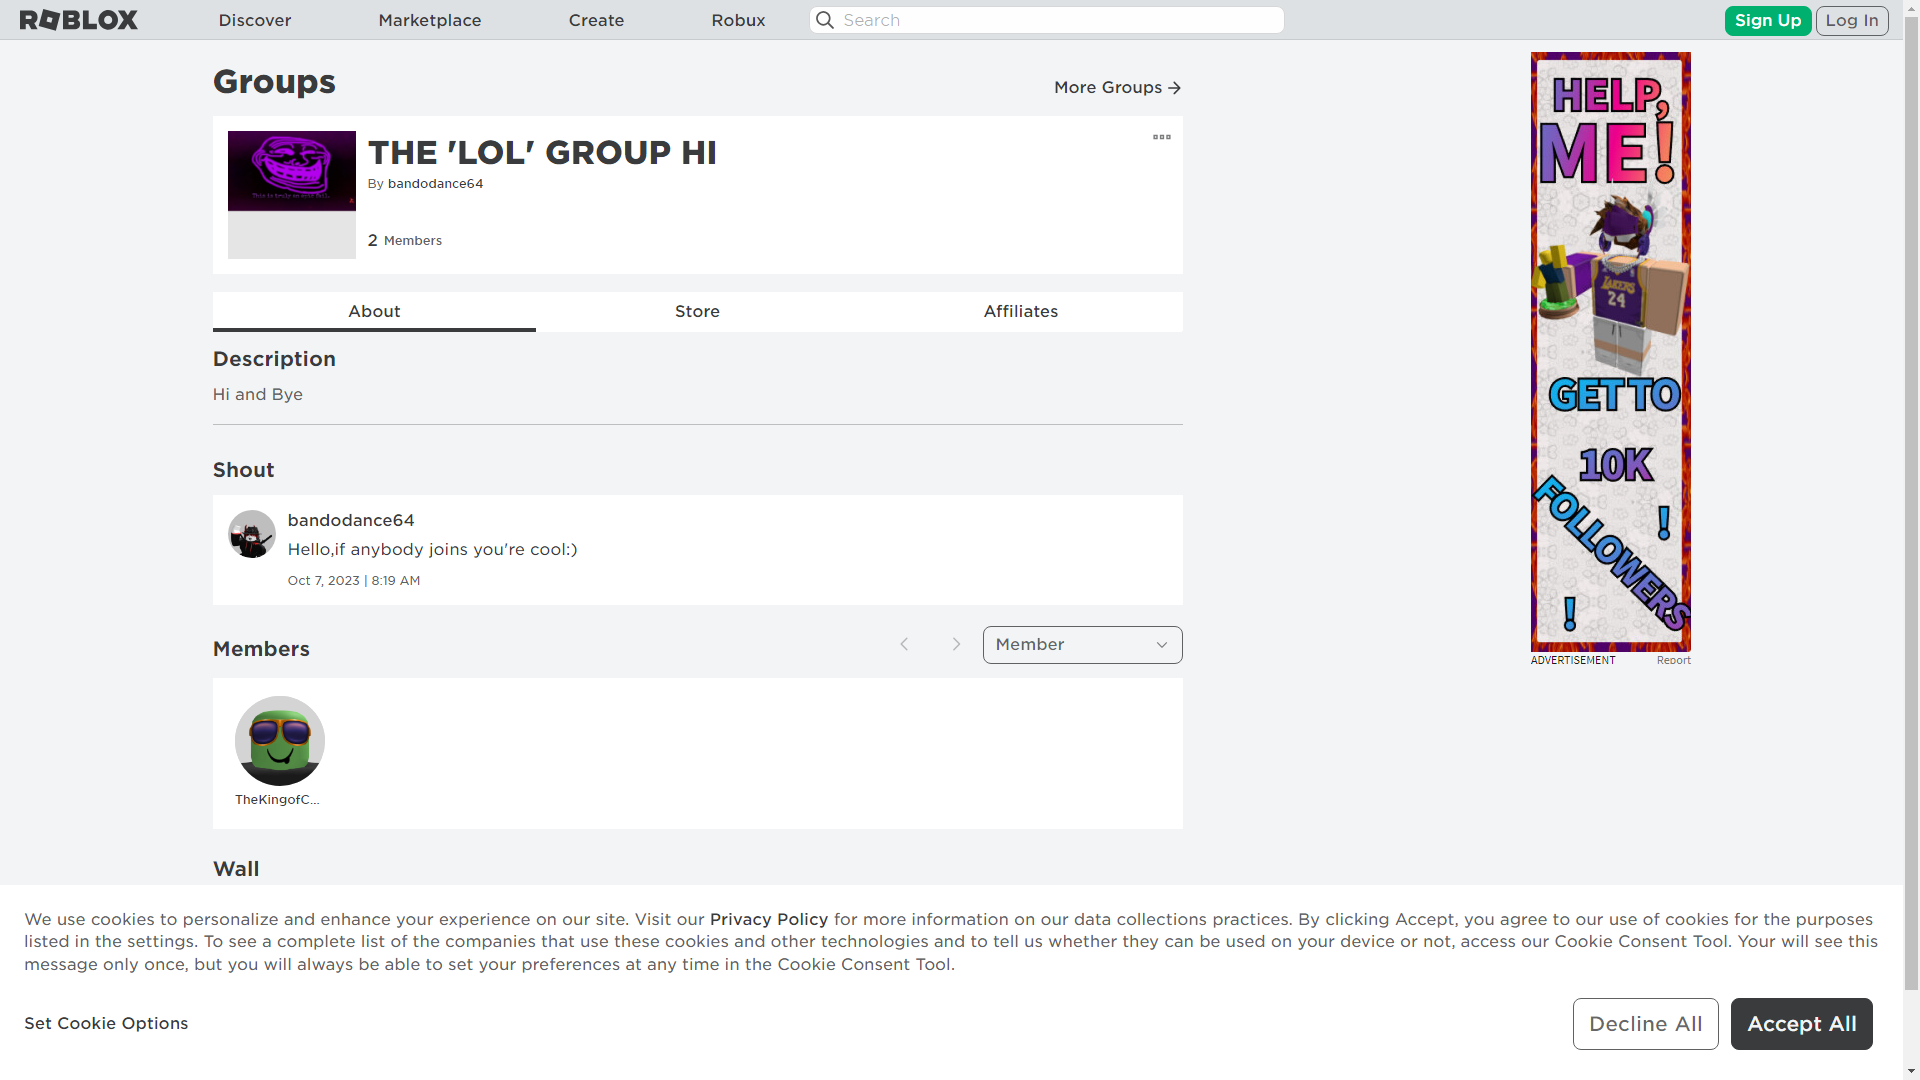 ROBLOX
Discover
Marketplace
Create
Robux
Search
Sign Up
Log In
Groups
More Groups
THE 'LOL' GROUP HI
By bandodance64
2 Members
About
Store
Affiliates
Description
Hi and Bye
Shout
bandodance64
Hello,if anybody joins you're cool:)
Oct 7, 2023 | 8:19 AM
Members
Member
TheKingofC...
Wall
HELP,
ME!
LAKERS
24
GET TO
10K
FOLLOWERS
!
!
ADVERTISEMENT
Report
We use cookies to personalize and enhance your experience on our site. Visit our Privacy Policy for more information on our data collections practices. By clicking Accept, you agree to our use of cookies for the purposes
listed in the settings. To see a complete list of the companies that use these cookies and other technologies and to tell us whether they can be used on your device or not, access our Cookie Consent Tool. Your will see this
message only once, but you will always be able to set your preferences at any time in the Cookie Consent Tool.
Set Cookie Options
Decline All
Accept All